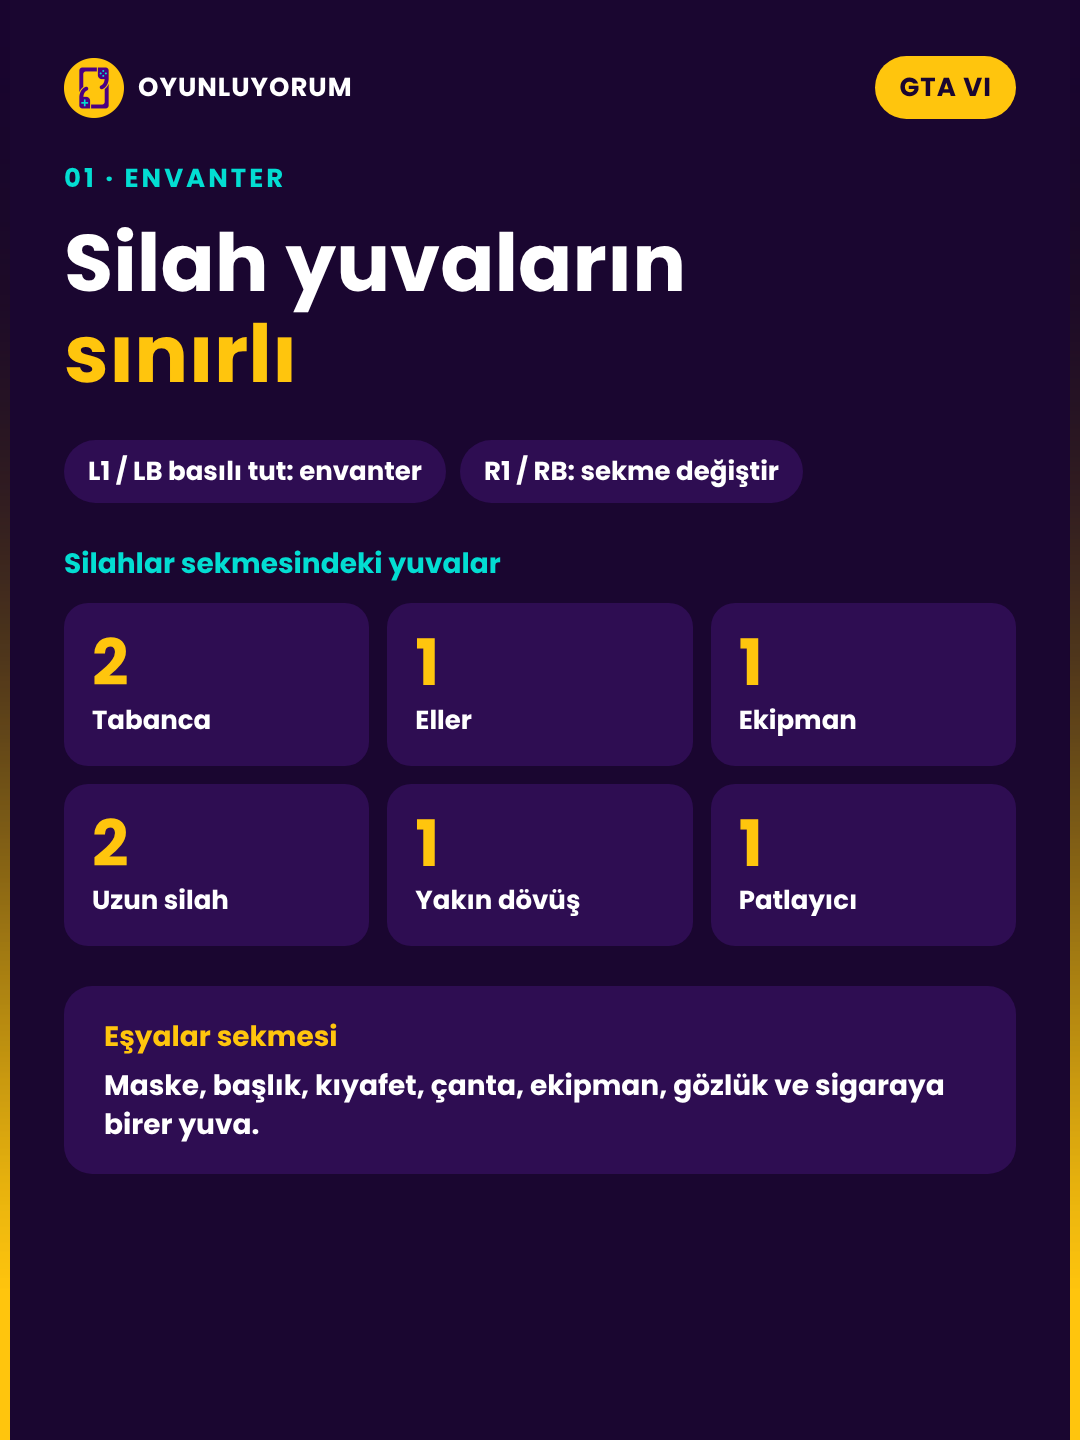 OYUNLUYORUM
GTA VI
01 · ENVANTER
Silah yuvaların
sınırlı
L1 / LB basılı tut: envanter
R1 / RB: sekme değiştir
Silahlar sekmesindeki yuvalar
2
Tabanca
1
Eller
1
Ekipman
2
Uzun silah
1
Yakın dövüş
1
Patlayıcı
Eşyalar sekmesi
Maske, başlık, kıyafet, çanta, ekipman, gözlük ve sigaraya
birer yuva.